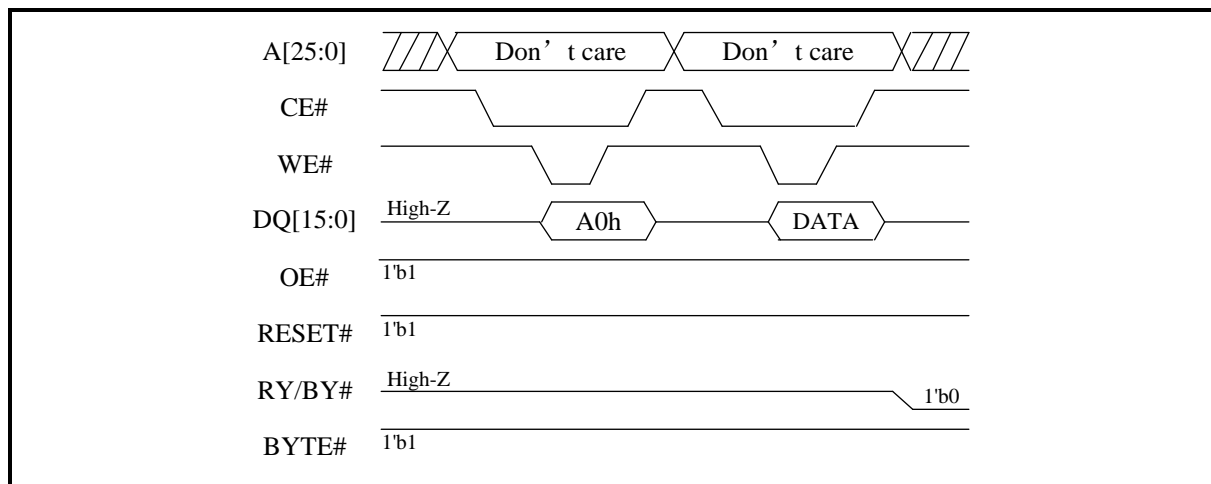 A[25:0] Don’t care Don’t care
CE#
WE#
DQ[15:0] High-Z A0h DATA
OE# 1'b1
RESET# 1'b1
RY/BY# High-Z 1'b0
BYTE# 1'b1